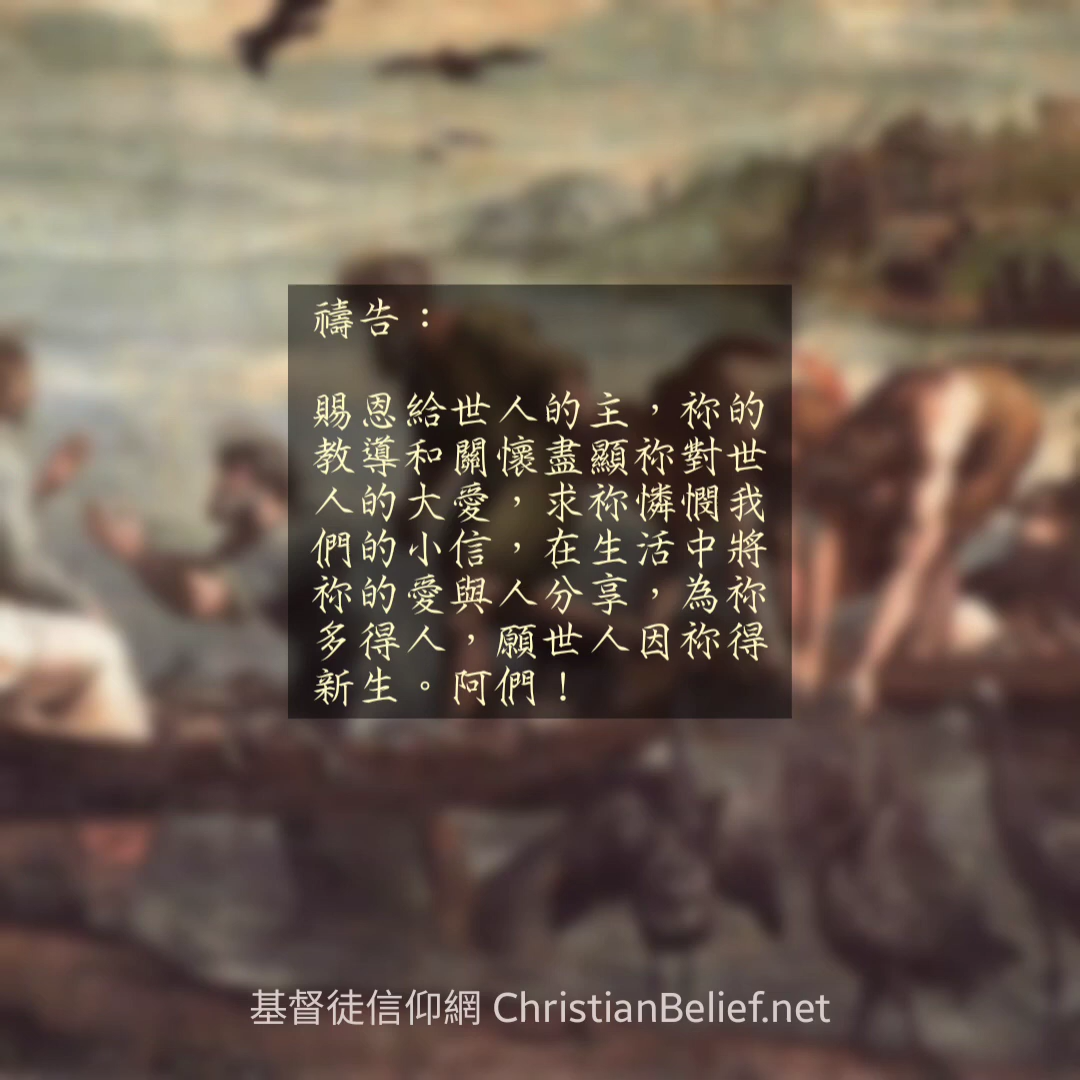 禱告：
賜恩給世人的主，祢的
教導和關懷盡顯祢對世
人的大愛，求祢憐憫我
們的小信，在生活中將
祢的愛與人分享，為祢
多得人，願世人因祢得
新生。阿們！
基督徒信仰網 ChristianBelief.net